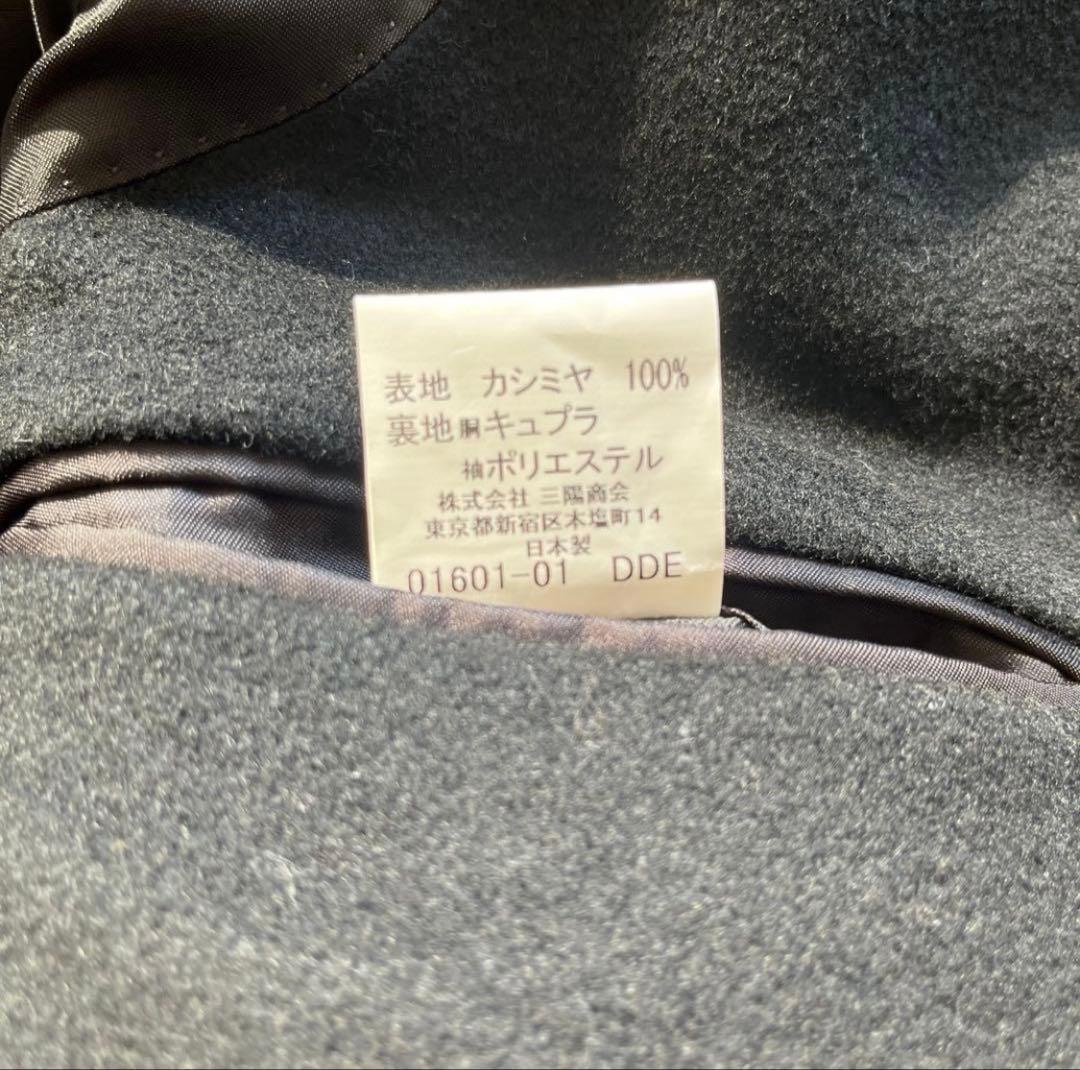 表地 カシミヤ 100%
裏地 胴 キュプラ
袖 ポリエステル
株式会社 三陽商会
東京都新宿区本塩町14
日本製
01601-01 DDE